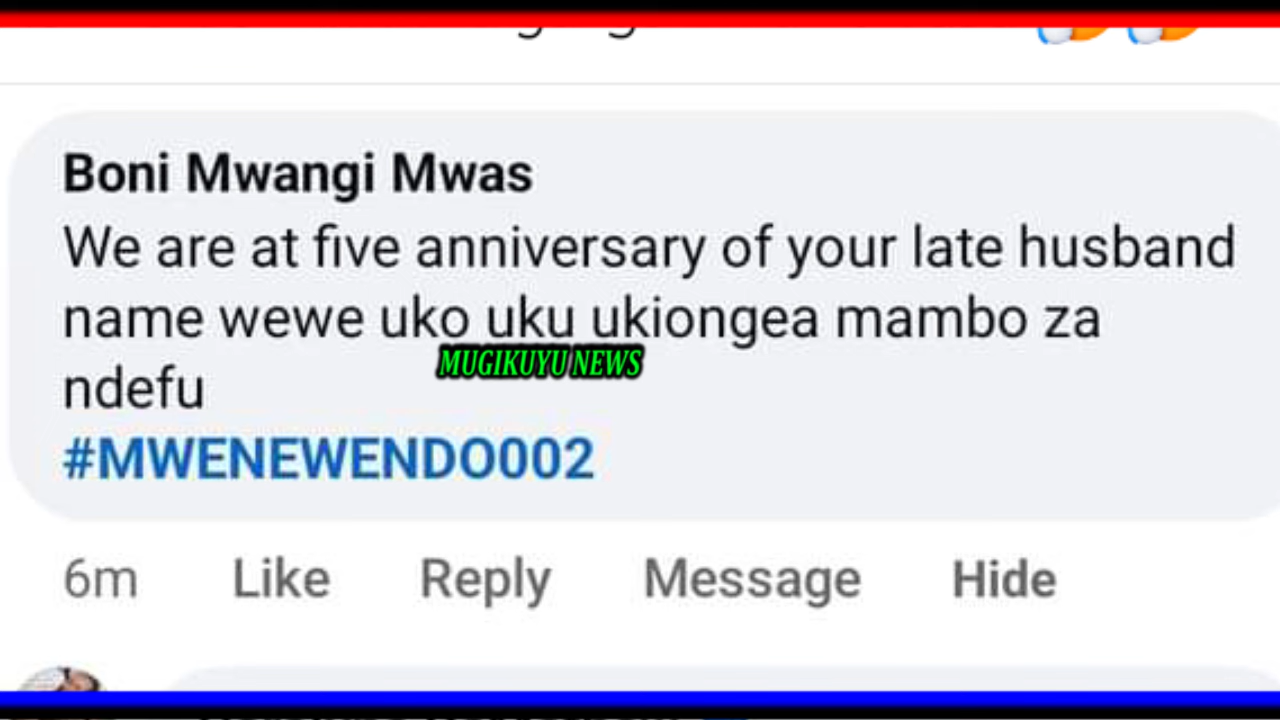 Boni Mwangi Mwas
We are at five anniversary of your late husband
name wewe uko uku ukiongea mambo za
MUGIKUYU NEWS
ndefu
#MWENEWENDO002
6m Like Reply Message Hide